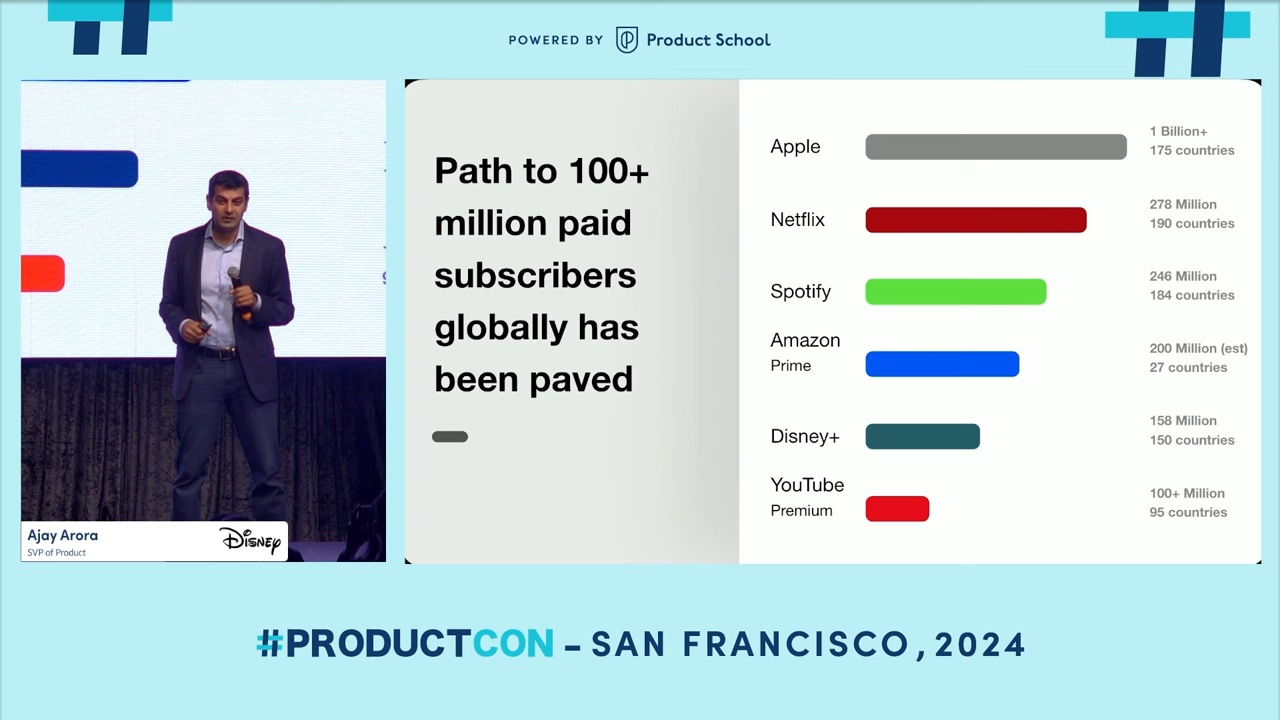 POWERED BY Product School
Path to 100+
million paid
subscribers
globally has
been paved
Apple
1 Billion+
175 countries
Netflix
278 Million
190 countries
Spotify
246 Million
184 countries
Amazon
Prime
200 Million (est)
27 countries
Disney+
158 Million
150 countries
YouTube
Premium
100+ Million
95 countries
Ajay Arora
SVP of Product
DISNEY
#PRODUCTCON – SAN FRANCISCO, 2024